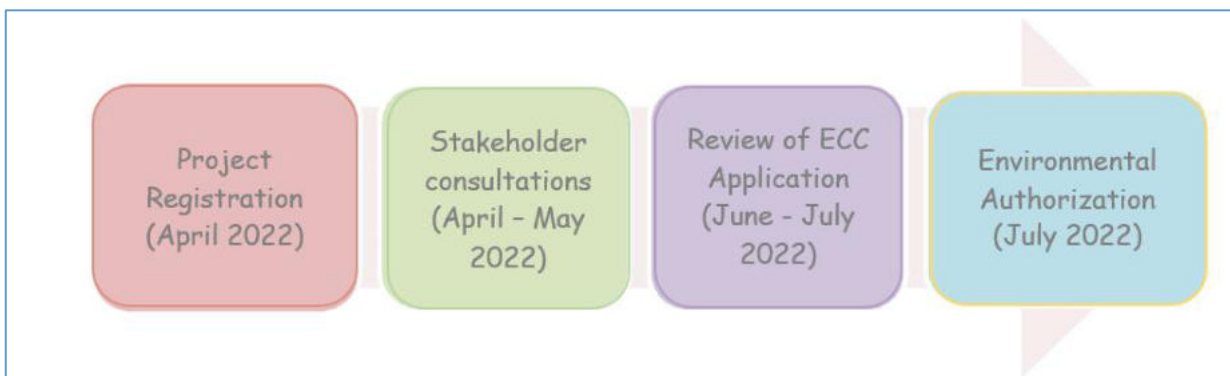 Project
Registration
(April 2022)
Stakeholder
consultations
(April – May
2022)
Review of ECC
Application
(June - July
2022)
Environmental
Authorization
(July 2022)